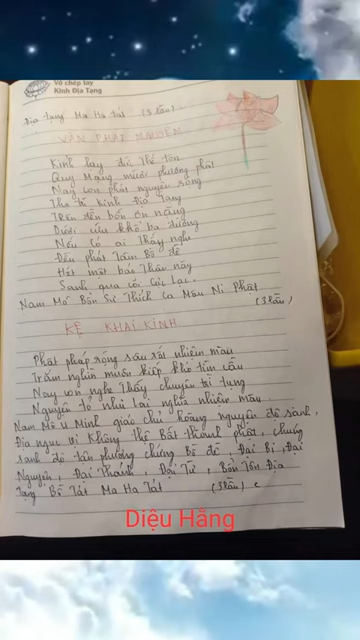 Vở chép tay
Kinh Địa Tạng
Địa Tạng Ma Ha Tát (3 lần).
VĂN PHÁT NGUYỆN
Kính lạy đức Thế tôn
Quy mạng mười phương phật
Nay con phát nguyện sống
Thọ trì kinh Địa Tạng
Trên đền bốn ơn nặng
Dưới cứu khổ ba đường
Nếu có ai thấy nghe
Đều phát tâm Bồ đề
Hết một báo thân này
Sanh qua cõi Cực Lạc.
Nam Mô Bổn Sư Thích Ca Mâu Ni Phật
(3 lần)
KỆ KHAI KINH
Phật pháp rộng sâu rất nhiệm màu
Trăm nghìn muôn kiếp khó tìm cầu
Nay con nghe thấy chuyên trì tụng
Nguyện tỏ như Lai nghĩa nhiệm màu.
Nam Mô U Minh giáo chủ hoằng nguyện độ sanh,
Địa ngục vị không thệ Bất thành phật, chúng
sanh độ tận phương chứng Bồ đề, Đại Bi, Đại
Nguyện, Đại Thánh, Đại Từ, Bổn Tôn Địa
Tạng Bồ Tát Ma Ha Tát (3 lần)
Diệu Hằng